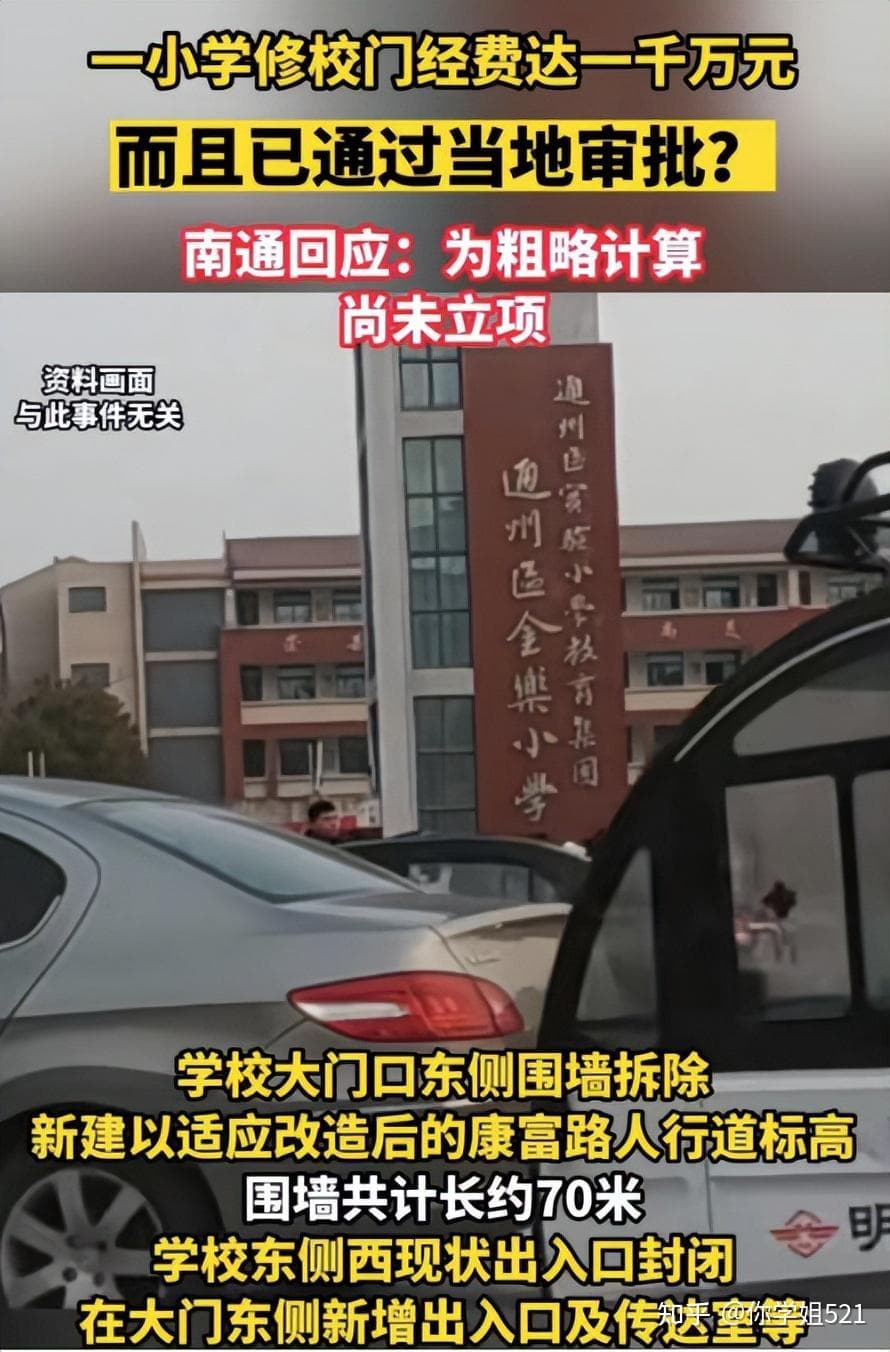 一小学修校门经费达一千万元
而且已通过当地审批？
南通回应：为粗略计算
尚未立项
资料画面
与此事件无关
通州区实验小学教育集团
通州區金樂小学
学校大门口东侧围墙拆除
新建以适应改造后的康富路人行道标高
围墙共计长约70米
学校东侧西现状出入口封闭
在大门东侧新增出入口及传达室等
明
知乎 @你学姐521